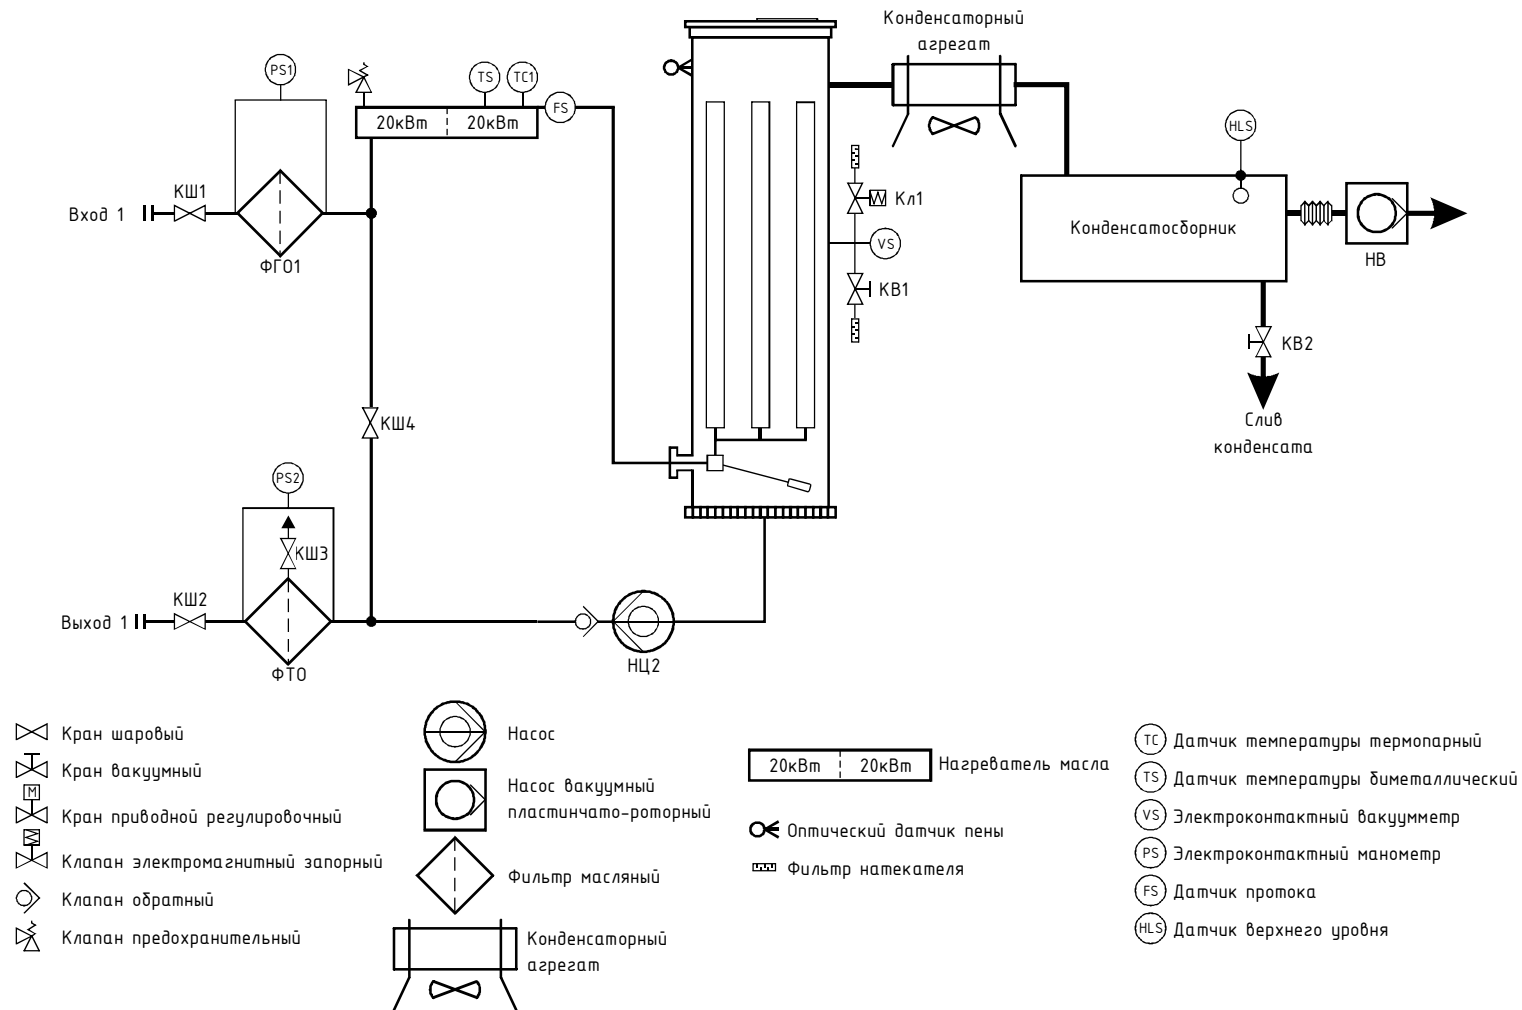 Конденсаторный
агрегат
PS1
TS
TC1
FS
20кВт
20кВт
HLS
КШ1
Вход 1
ФГО1
Кл1
VS
КВ1
Конденсатосборник
НВ
КВ2
Слив
конденсата
КШ4
PS2
КШ3
КШ2
Выход 1
ФТО
НЦ2
Кран шаровый
Кран вакуумный
М
Кран приводной регулировочный
Клапан электромагнитный запорный
Клапан обратный
Клапан предохранительный
Насос
Насос вакуумный
пластинчато-роторный
Фильтр масляный
Конденсаторный
агрегат
20кВт
20кВт
Нагреватель масла
Оптический датчик пены
Фильтр натекателя
TC Датчик температуры термопарный
TS Датчик температуры биметаллический
VS Электроконтактный вакуумметр
PS Электроконтактный манометр
FS Датчик протока
HLS Датчик верхнего уровня